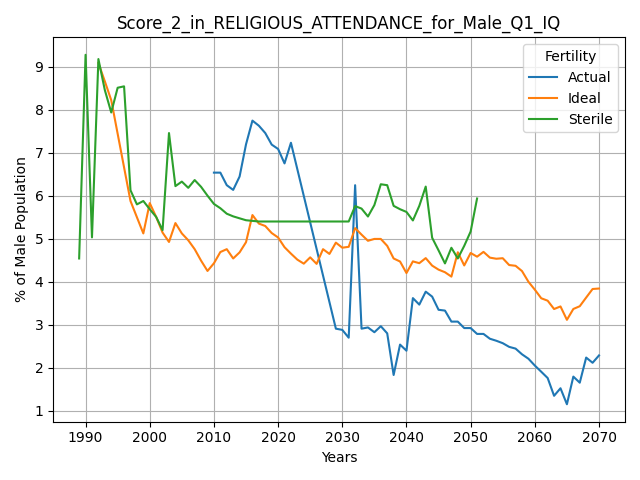 Score_2_in_RELIGIOUS_ATTENDANCE_for_Male_Q1_IQ
Fertility
Actual
Ideal
Sterile
% of Male Population
9
8
7
6
5
4
3
2
1
1990 2000 2010 2020 2030 2040 2050 2060 2070
Years